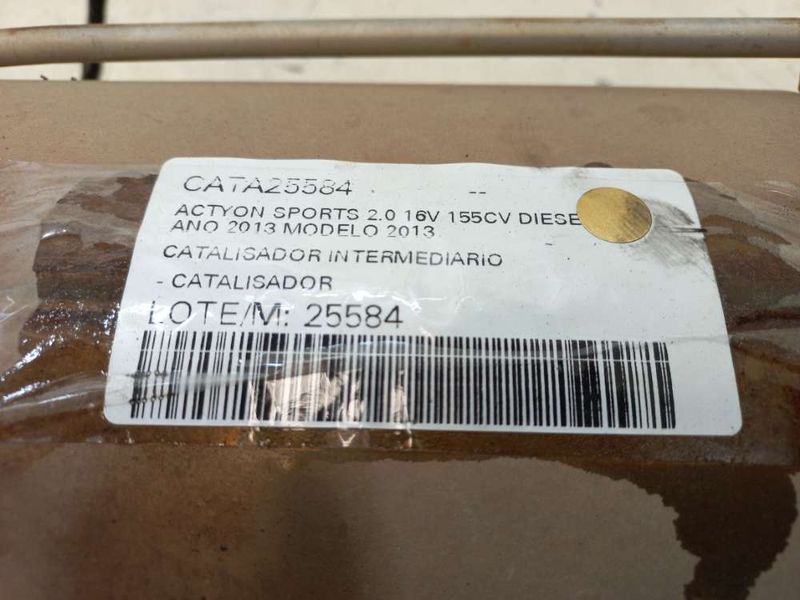 CATA25584 --
ACTYON SPORTS 2.0 16V 155CV DIESE
ANO 2013 MODELO 2013
CATALISADOR INTERMEDIARIO
- CATALISADOR
LOTE/M: 25584